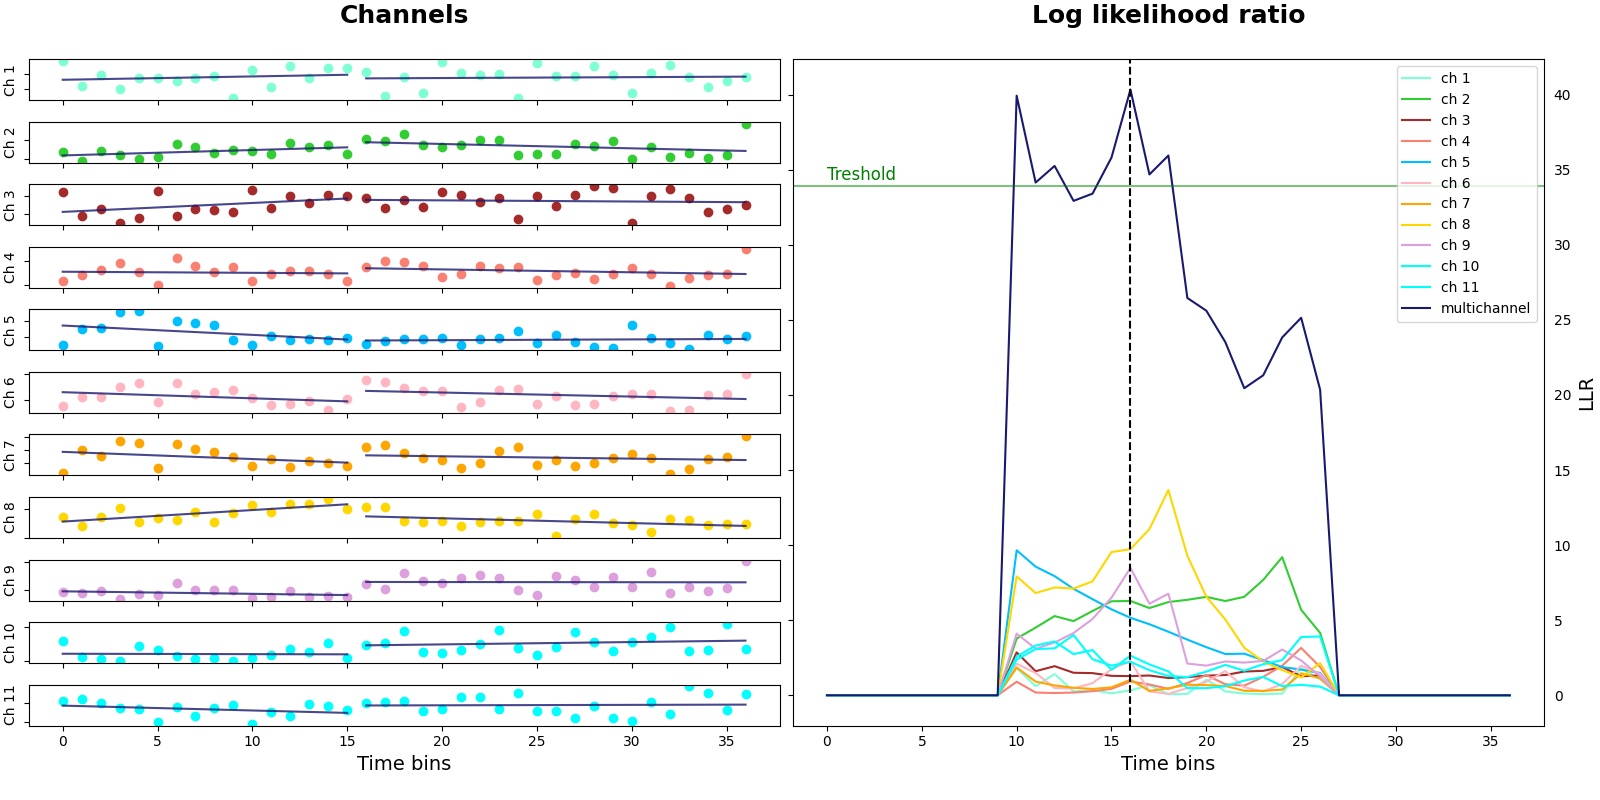 Channels
Log likelihood ratio
Ch 1
Ch 2
Ch 3
Ch 4
Ch 5
Ch 6
Ch 7
Ch 8
Ch 9
Ch 10
Ch 11
0 5 10 15 20 25 30 35
Time bins
Treshold
ch 1
ch 2
ch 3
ch 4
ch 5
ch 6
ch 7
ch 8
ch 9
ch 10
ch 11
multichannel
40
35
30
25
20
15
10
5
0
LLR
0 5 10 15 20 25 30 35
Time bins